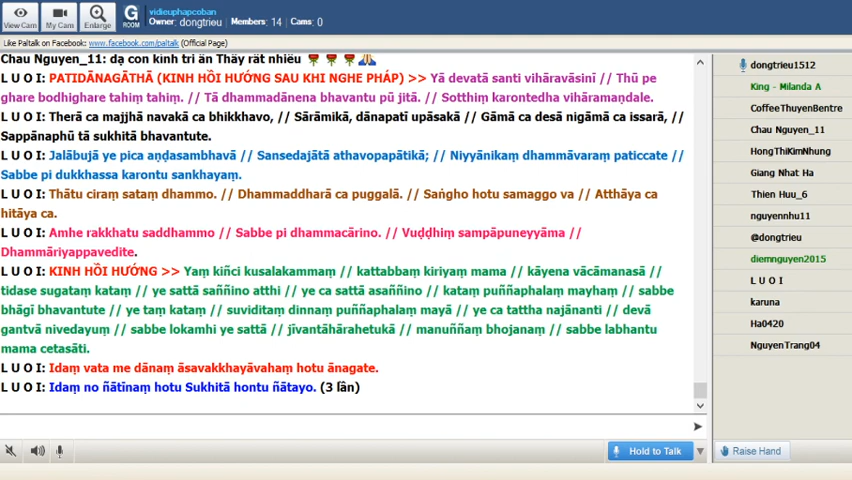 View Cam
My Cam
Enlarge
G
ROOM
vidieuphapcoban
Owner: dongtrieu Members: 14 Cams: 0
Like Paltalk on Facebook: www.facebook.com/paltalk (Official Page)
Chau Nguyen_11: dạ con kinh tri ân Thầy rất nhiều 🌹🌹🌹🙏
L U O I: PATIDĀNAGĀTHĀ (KINH HỒI HƯỚNG SAU KHI NGHE PHÁP) >> Yā devatā santi vihāravāsinī // Thū pe
ghare bodhighare tahiṃ tahiṃ. // Tā dhammadānena bhavantu pū jitā. // Sotthiṃ karontedha vihāramaṇdale.
L U O I: Therā ca majjhā navakā ca bhikkhavo, // Sārāmikā, dānapatī upāsakā // Gāmā ca desā nigāmā ca issarā, //
Sappānaphū tā sukhitā bhavantute.
L U O I: Jalābujā ye pica aṇḍasambhavā // Sansedajātā athavopapātikā; // Niyyānikaṃ dhammāvaraṃ paticcate //
Sabbe pi dukkhassa karontu sankhayaṃ.
L U O I: Thātu ciraṃ sataṃ dhammo. // Dhammaddharā ca puggalā. // Saṅgho hotu samaggo va // Atthāya ca
hitāya ca.
L U O I: Amhe rakkhatu saddhammo // Sabbe pi dhammacārino. // Vuḍḍhiṃ sampāpuneyyāma //
Dhammāriyappavedite.
L U O I: KINH HỒI HƯỚNG >> Yaṃ kiñci kusalakammaṃ // kattabbaṃ kiriyaṃ mama // kāyena vācāmanasā //
tidase sugataṃ kataṃ // ye sattā saññino atthi // ye ca sattā asaññino // kataṃ puññaphalaṃ mayhaṃ // sabbe
bhāgī bhavantute // ye taṃ kataṃ // suviditaṃ dinnaṃ puññaphalaṃ mayā // ye ca tattha najānanti // devā
gantvā nivedayuṃ // sabbe lokamhi ye sattā // jīvantāhārahetukā // manuññaṃ bhojanaṃ // sabbe labhantu
mama cetasāti.
L U O I: Idaṃ vata me dānaṃ āsavakkhayāvahaṃ hotu ānagate.
L U O I: Idaṃ no ñātīnaṃ hotu Sukhitā hontu ñātayo. (3 lần)
Hold to Talk
Raise Hand
dongtrieu1512
King - Milanda A
CoffeeThuyenBentre
Chau Nguyen_11
HongThiKimNhung
Giang Nhat Ha
Thien Huu_6
nguyennhu11
@dongtrieu
diemnguyen2015
L U O I
karuna
Ha0420
NguyenTrang04